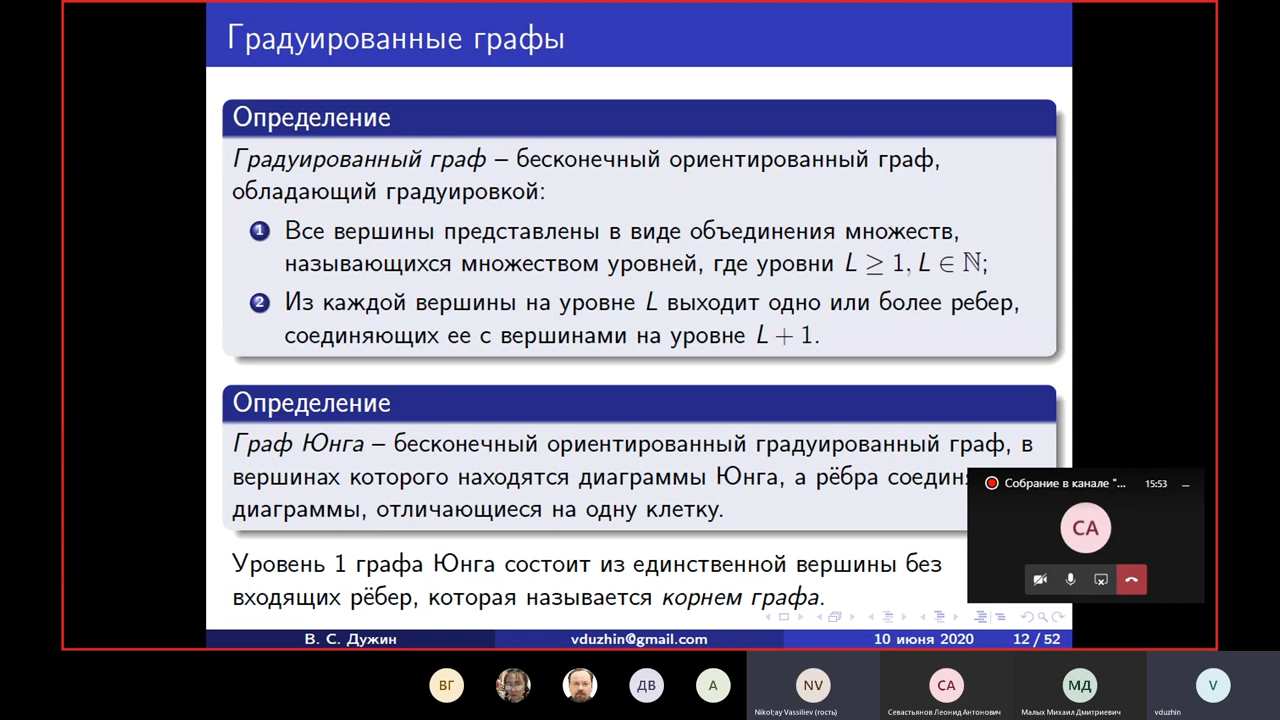 Градуированные графы
Определение
Градуированный граф – бесконечный ориентированный граф,
обладающий градуировкой:
1 Все вершины представлены в виде объединения множеств,
называющихся множеством уровней, где уровни L ≥ 1, L ∈ ℕ;
2 Из каждой вершины на уровне L выходит одно или более ребер,
соединяющих ее с вершинами на уровне L + 1.
Определение
Граф Юнга – бесконечный ориентированный градуированный граф, в
вершинах которого находятся диаграммы Юнга, а рёбра
диаграммы, отличающиеся на одну клетку.
Собрание в канале "... 15:53
СА
Уровень 1 графа Юнга состоит из единственной вершины без
входящих рёбер, которая называется корнем графа.
В. С. Дужин vduzhin@gmail.com 10 июня 2020 12 / 52
ВГ ДВ А NV СА МД V
Nikol;ay Vassiliev (гость) Севастьянов Леонид Антонович Малых Михаил Дмитриевич vduzhin